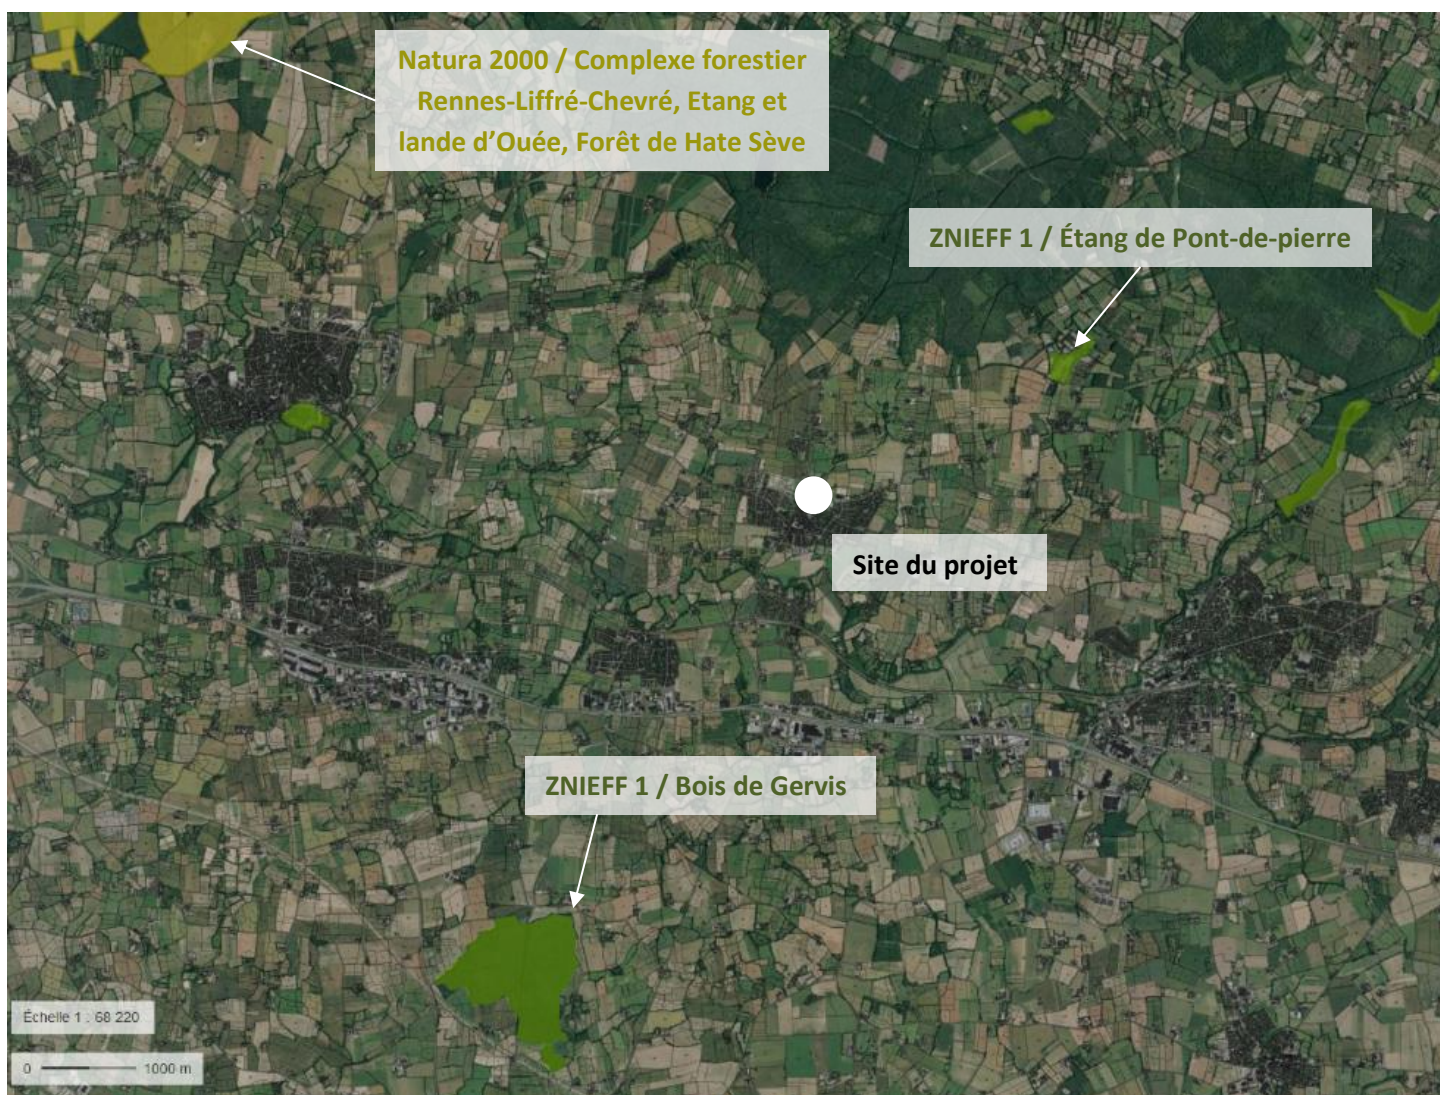 Natura 2000 / Complexe forestier
Rennes-Liffré-Chevré, Etang et
lande d'Ouée, Forêt de Hate Sève
ZNIEFF 1 / Étang de Pont-de-pierre
Site du projet
ZNIEFF 1 / Bois de Gervis
Échelle 1 : 68 220
0 1000 m